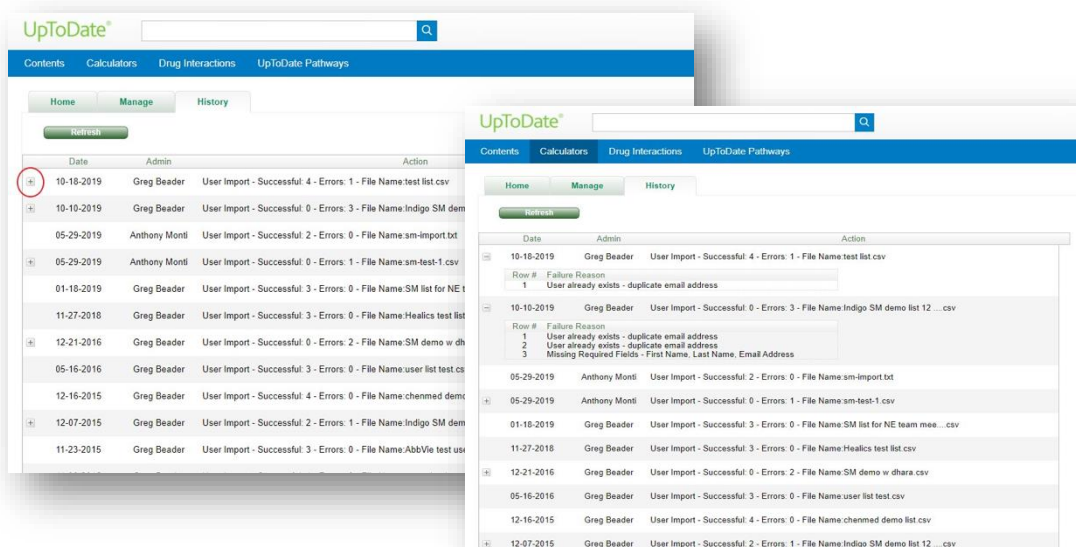 UpToDate®
Contents Calculators Drug Interactions UpToDate Pathways
Home Manage History
Refresh
Date Admin Action
10-18-2019 Greg Beader User Import - Successful: 4 - Errors: 1 - File Name:test list.csv
10-10-2019 Greg Beader User Import - Successful: 0 - Errors: 3 - File Name:Indigo SM dem
05-29-2019 Anthony Monti User Import - Successful: 2 - Errors: 0 - File Name:sm-import.txt
05-29-2019 Anthony Monti User Import - Successful: 0 - Errors: 1 - File Name:sm-test-1.csv
01-18-2019 Greg Beader User Import - Successful: 3 - Errors: 0 - File Name:SM list for NE t
11-27-2018 Greg Beader User Import - Successful: 3 - Errors: 0 - File Name:Healics test list
12-21-2016 Greg Beader User Import - Successful: 0 - Errors: 2 - File Name:SM demo w dh
05-16-2016 Greg Beader User Import - Successful: 3 - Errors: 0 - File Name:user list test.cs
12-16-2015 Greg Beader User Import - Successful: 4 - Errors: 0 - File Name:chenmed demo
12-07-2015 Greg Beader User Import - Successful: 2 - Errors: 1 - File Name:Indigo SM dem
11-23-2015 Greg Beader User Import - Successful: 3 - Errors: 0 - File Name:AbbVie test use
UpToDate®
Contents Calculators Drug Interactions UpToDate Pathways
Home Manage History
Refresh
Date Admin Action
10-18-2019 Greg Beader User Import - Successful: 4 - Errors: 1 - File Name:test list.csv
Row # Failure Reason
1 User already exists - duplicate email address
10-10-2019 Greg Beader User Import - Successful: 0 - Errors: 3 - File Name:Indigo SM demo list 12 ....csv
Row # Failure Reason
1 User already exists - duplicate email address
2 User already exists - duplicate email address
3 Missing Required Fields - First Name, Last Name, Email Address
05-29-2019 Anthony Monti User Import - Successful: 2 - Errors: 0 - File Name:sm-import.txt
05-29-2019 Anthony Monti User Import - Successful: 0 - Errors: 1 - File Name:sm-test-1.csv
01-18-2019 Greg Beader User Import - Successful: 3 - Errors: 0 - File Name:SM list for NE team mee....csv
11-27-2018 Greg Beader User Import - Successful: 3 - Errors: 0 - File Name:Healics test list.csv
12-21-2016 Greg Beader User Import - Successful: 0 - Errors: 2 - File Name:SM demo w dhara.csv
05-16-2016 Greg Beader User Import - Successful: 3 - Errors: 0 - File Name:user list test.csv
12-16-2015 Greg Beader User Import - Successful: 4 - Errors: 0 - File Name:chenmed demo list.csv
12-07-2015 Greg Beader User Import - Successful: 2 - Errors: 1 - File Name:Indigo SM demo list 12 ....csv